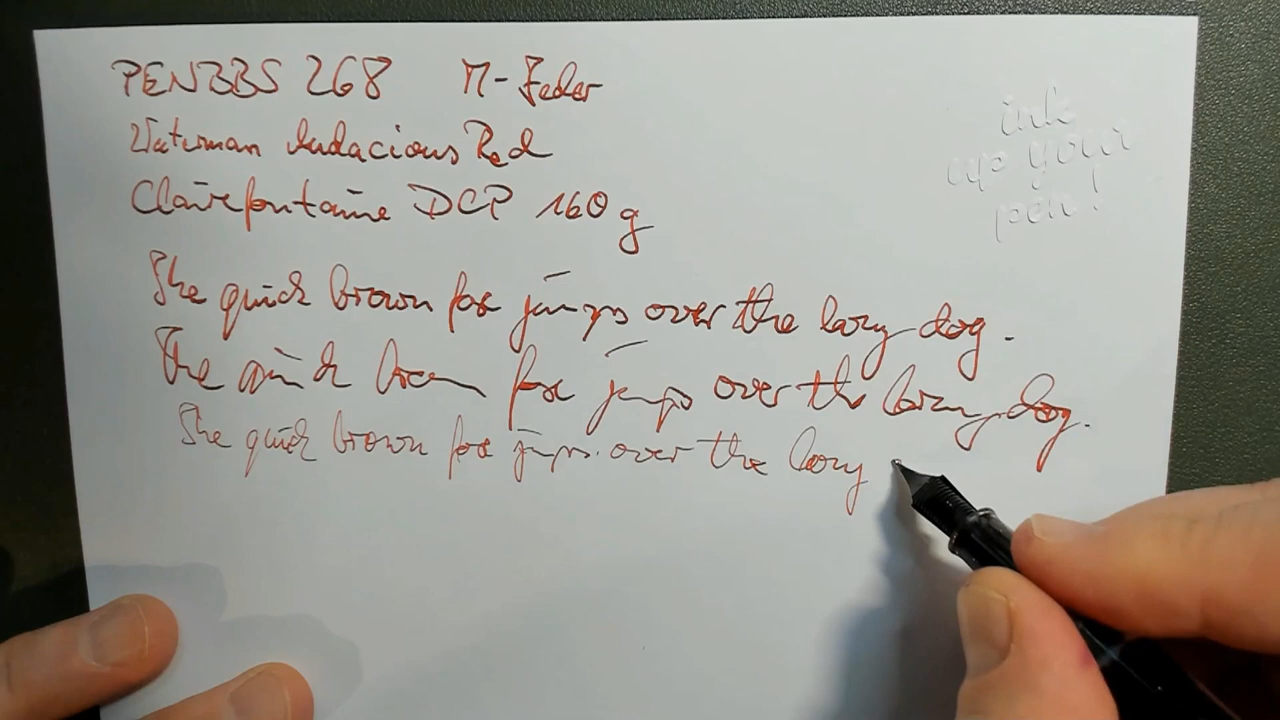 PENBBS 268 M-Feder
Waterman Audacious Red
Clairefontaine DCP 160 g
The quick brown fox jumps over the lazy dog.
The quick brown fox jumps over the lazy dog.
The quick brown fox jumps over the lazy
ink
up your
pen!